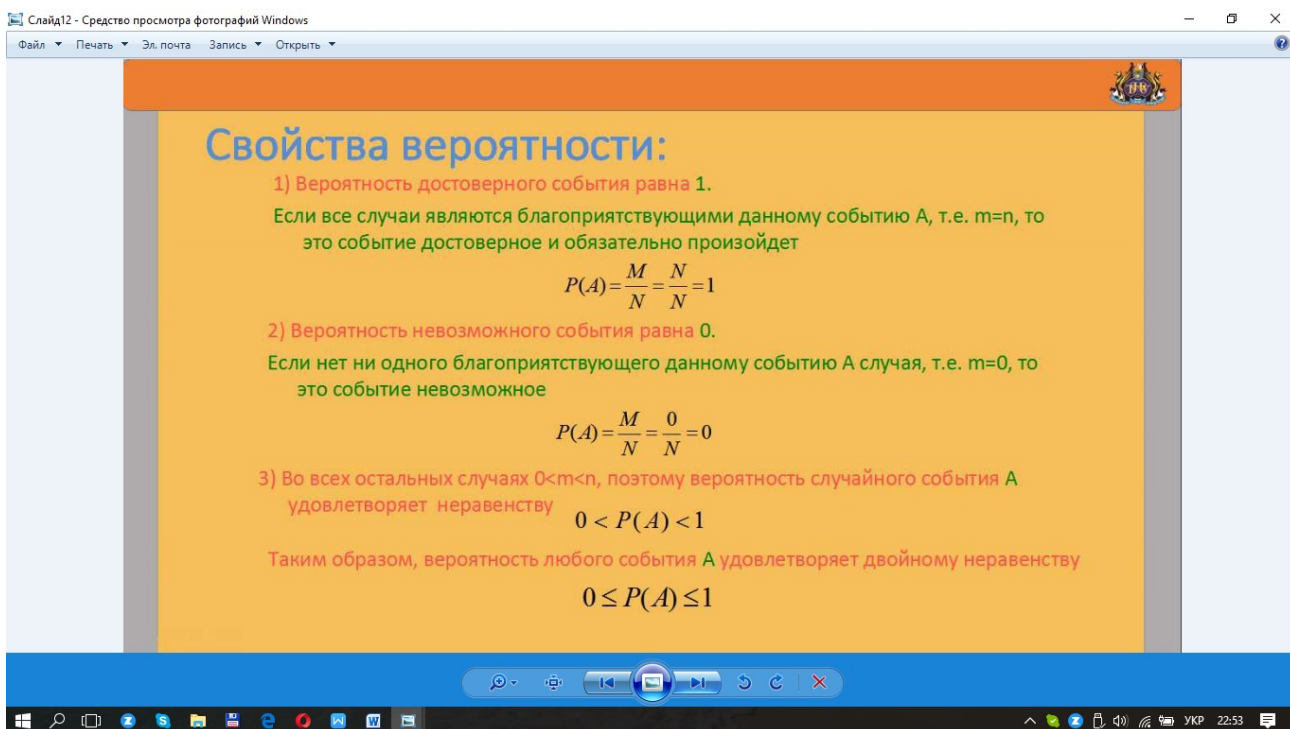 Слайд12 - Средство просмотра фотографий Windows
Файл Печать Эл. почта Запись Открыть
Свойства вероятности:
1) Вероятность достоверного события равна 1.
Если все случаи являются благоприятствующими данному событию А, т.е. m=n, то
это событие достоверное и обязательно произойдет
P(A)=M/N=N/N=1
2) Вероятность невозможного события равна 0.
Если нет ни одного благоприятствующего данному событию А случая, т.е. m=0, то
это событие невозможное
P(A)=M/N=0/N=0
3) Во всех остальных случаях 0<m<n, поэтому вероятность случайного события А
удовлетворяет неравенству
0 < P(A) < 1
Таким образом, вероятность любого события А удовлетворяет двойному неравенству
0 ≤ P(A) ≤ 1
УКР 22:53